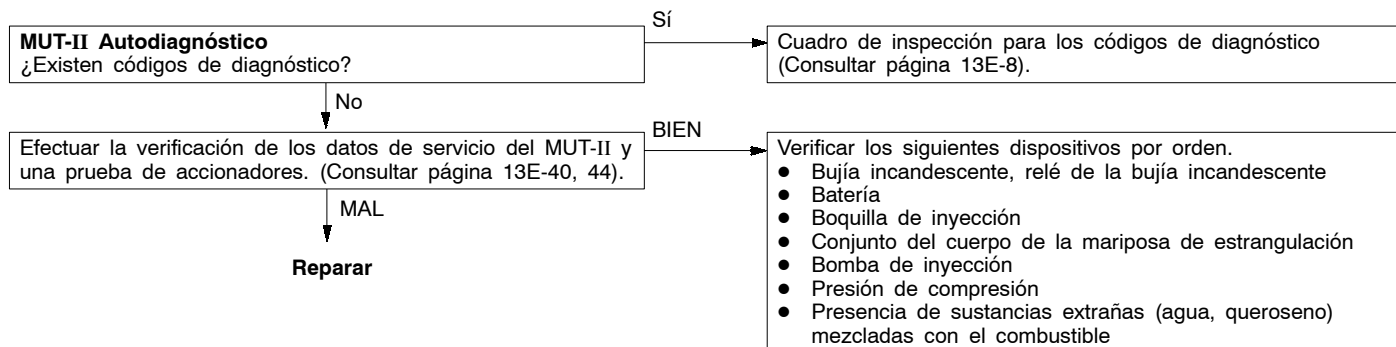 Sí
MUT-II Autodiagnóstico
¿Existen códigos de diagnóstico?
Cuadro de inspección para los códigos de diagnóstico
(Consultar página 13E-8).
No
BIEN
Efectuar la verificación de los datos de servicio del MUT-II y
una prueba de accionadores. (Consultar página 13E-40, 44).
MAL
Reparar
Verificar los siguientes dispositivos por orden.
● Bujía incandescente, relé de la bujía incandescente
● Batería
● Boquilla de inyección
● Conjunto del cuerpo de la mariposa de estrangulación
● Bomba de inyección
● Presión de compresión
● Presencia de sustancias extrañas (agua, queroseno)
mezcladas con el combustible